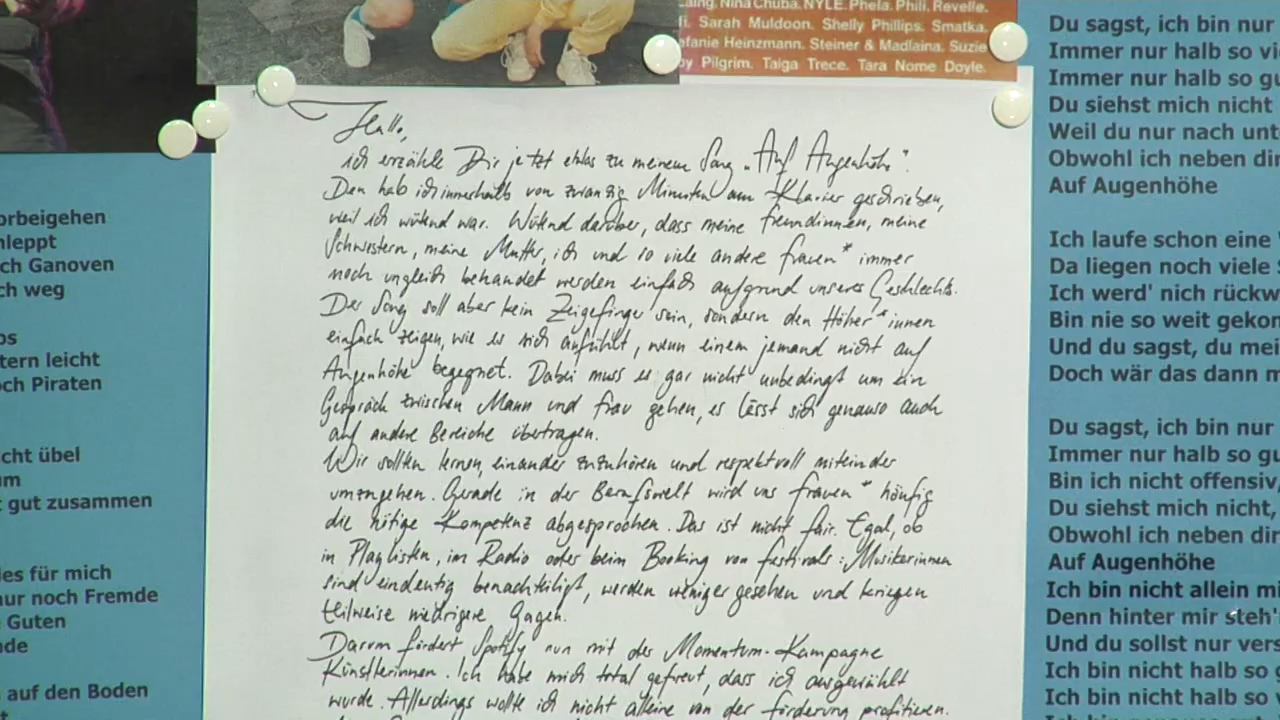 Laing. Nina Chuba. NYLE. Phela. Phili. Revelle.
Sarah Muldoon. Shelly Phillips. Smatka.
efanie Heinzmann. Steiner & Madlaina. Suzie
by Pilgrim. Taiga Trece. Tara Nome Doyle.
orbeigehen
hleppt
ch Ganoven
ch weg
os
tern leicht
och Piraten
cht übel
um
t gut zusammen
les für mich
nur noch Fremde
e Guten
nde
n auf den Boden
Hallo,
ich erzähle Dir jetzt etwas zu meinem Song „Auf Augenhöhe".
Den hab ich innerhalb von zwanzig Minuten am Klavier geschrieben,
weil ich wütend war. Wütend darüber, dass meine Freundinnen, meine
Schwestern, meine Mutter, ich und so viele andere Frauen* immer
noch ungleich behandelt werden einfach aufgrund unseres Geschlechts.
Der Song soll aber kein Zeigefinger sein, sondern den Hörer*innen
einfach zeigen, wie es sich anfühlt, wenn einem jemand nicht auf
Augenhöhe begegnet. Dabei muss es gar nicht unbedingt um ein
Gespräch zwischen Mann und Frau gehen, es lässt sich genauso auch
auf andere Bereiche übertragen.
Wir sollten lernen, einander zuzuhören und respektvoll miteinder
umzugehen. Gerade in der Berufswelt wird uns Frauen* häufig
die nötige Kompetenz abgesprochen. Das ist nicht fair. Egal, ob
in Playlisten, im Radio oder beim Booking von Festivals: Musikerinnen
sind eindeutig benachteiligt, werden weniger gesehen und kriegen
teilweise niedrigere Gagen.
Darum fördert Spotify nun mit der Momentum-Kampagne
Künstlerinnen. Ich habe mich total gefreut, dass ich ausgewählt
wurde. Allerdings wollte ich nicht alleine von der Förderung profitieren.
Du sagst, ich bin nur
Immer nur halb so vie
Immer nur halb so gu
Du siehst mich nicht
Weil du nur nach unt
Obwohl ich neben dir
Auf Augenhöhe
Ich laufe schon eine
Da liegen noch viele S
Ich werd' nich rückw
Bin nie so weit gekom
Und du sagst, du mei
Doch wär das dann m
Du sagst, ich bin nur
Immer nur halb so gu
Bin ich nicht offensiv,
Du siehst mich nicht,
Obwohl ich neben dir
Auf Augenhöhe
Ich bin nicht allein mi
Denn hinter mir steh'
Und du sollst nur vers
Ich bin nicht halb so g
Ich bin nicht halb so v